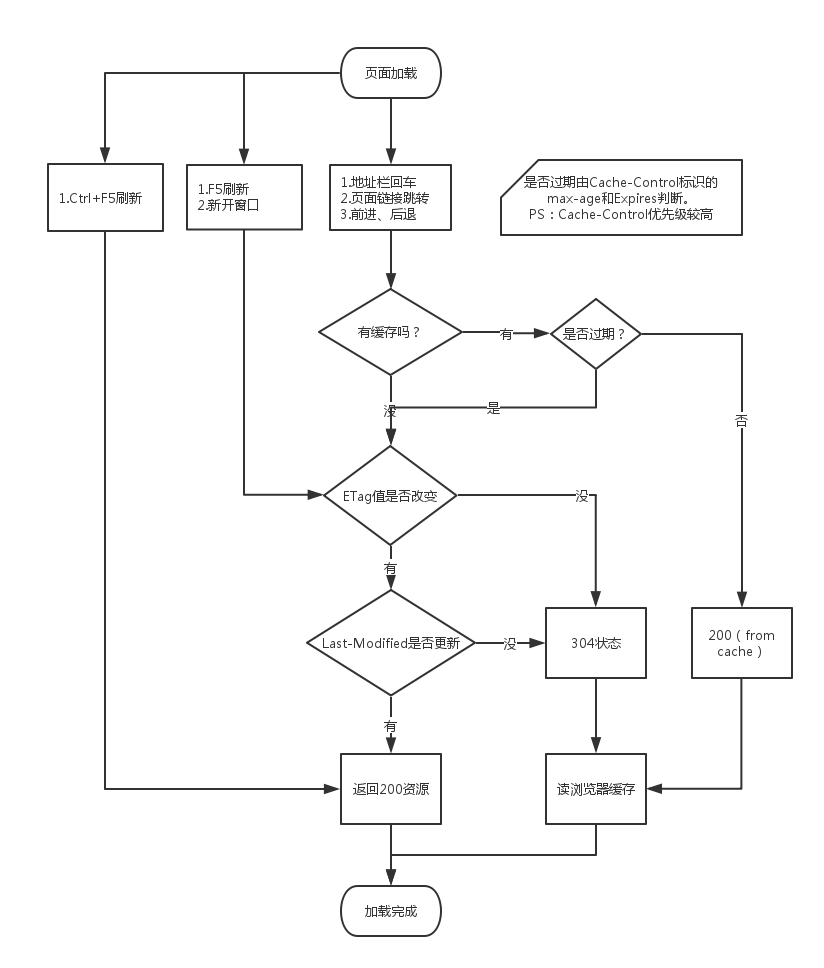 页面加载
1.Ctrl+F5刷新
1.F5刷新
2.新开窗口
1.地址栏回车
2.页面链接跳转
3.前进、后退
是否过期由Cache-Control标识的
max-age和Expires判断。
PS：Cache-Control优先级较高
有缓存吗？
有
是否过期？
没
是
否
ETag值是否改变
没
有
Last-Modified是否更新
没
304状态
200（from
cache）
有
返回200资源
读浏览器缓存
加载完成